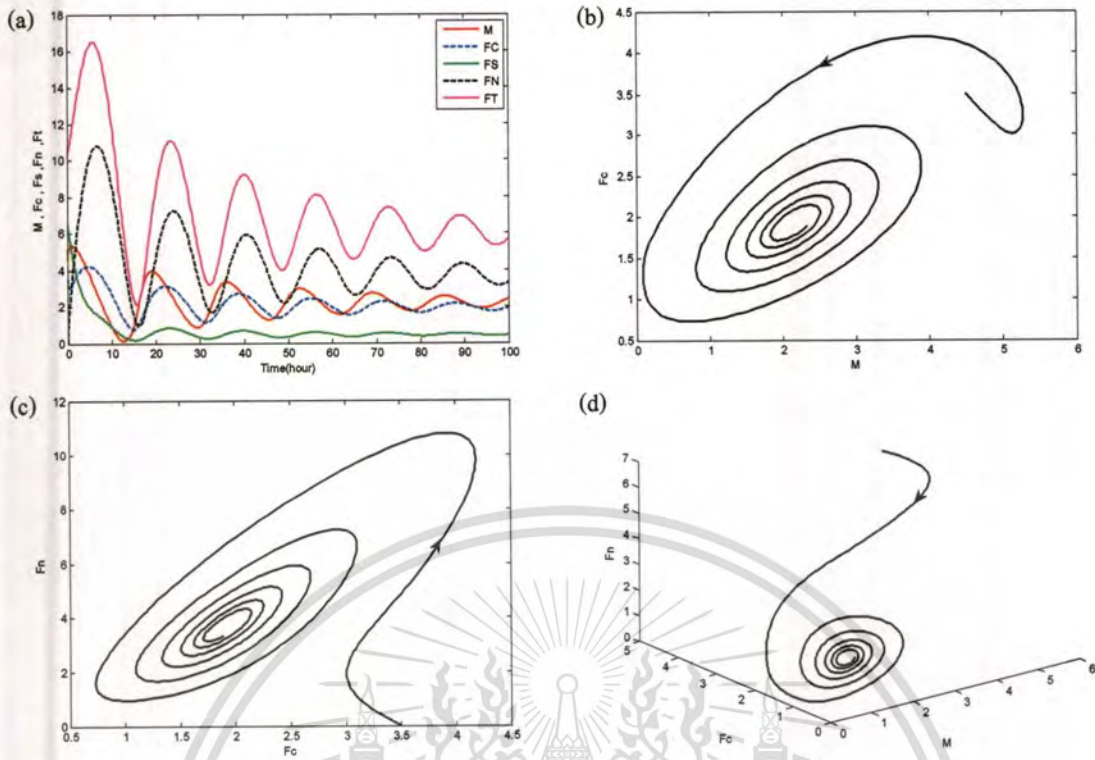 (a)
18
16
14
12
10
8
6
4
2
0
M , Fc , Fs ,Fn ,Ft
0 10 20 30 40 50 60 70 80 90 100
Time(hour)
M
FC
FS
FN
FT
(b)
4.5
4
3.5
3
2.5
2
1.5
1
0.5
Fc
0 1 2 3 4 5 6
M
(c)
12
10
8
6
4
2
0
Fn
0.5 1 1.5 2 2.5 3 3.5 4 4.5
Fc
(d)
7
6
5
4
3
2
1
0
Fn
5 4 3 2 1 0
Fc
0 1 2 3 4 5 6
M